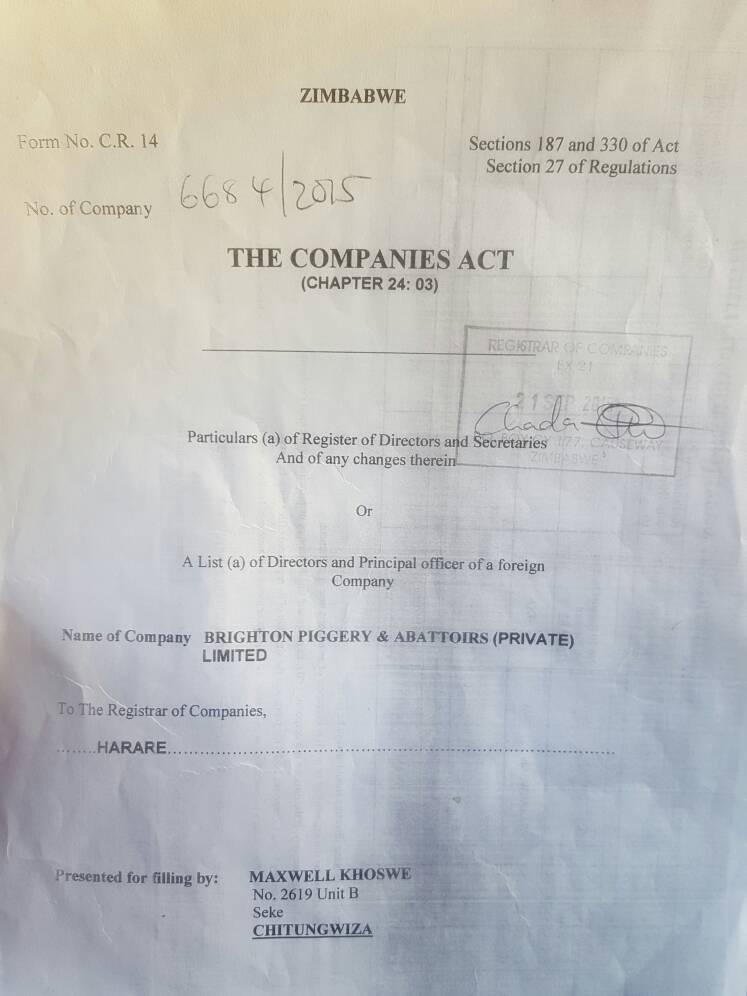 ZIMBABWE
Form No. C.R. 14
Sections 187 and 330 of Act
Section 27 of Regulations
No. of Company 6684/2015
THE COMPANIES ACT
(CHAPTER 24: 03)
REGISTRAR OF COMPANIES
21 SEP
Particulars (a) of Register of Directors and Secretaries
CAUSEWAY
And of any changes therein
ZIMBABWE
Or
A List (a) of Directors and Principal officer of a foreign
Company
Name of Company BRIGHTON PIGGERY & ABATTOIRS (PRIVATE)
LIMITED
To The Registrar of Companies,
........HARARE................................................................................
Presented for filling by: MAXWELL KHOSWE
No. 2619 Unit B
Seke
CHITUNGWIZA